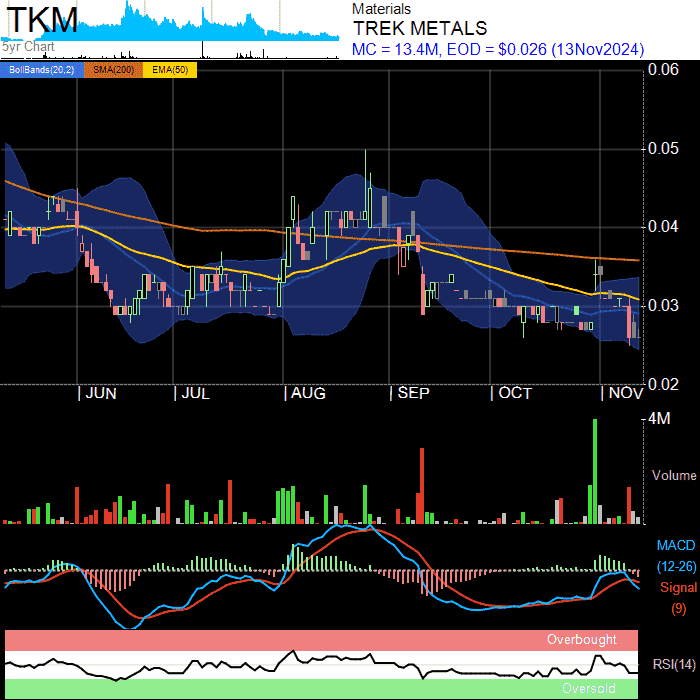 TKM
5yr Chart
Materials
TREK METALS
MC = 13.4M, EOD = $0.026 (13Nov2024)
BollBands(20,2) SMA(200) EMA(50)
0.06
0.05
0.04
0.03
0.02
JUN JUL AUG SEP OCT NOV
4M
Volume
MACD
(12-26)
Signal
(9)
Overbought
RSI(14)
Oversold